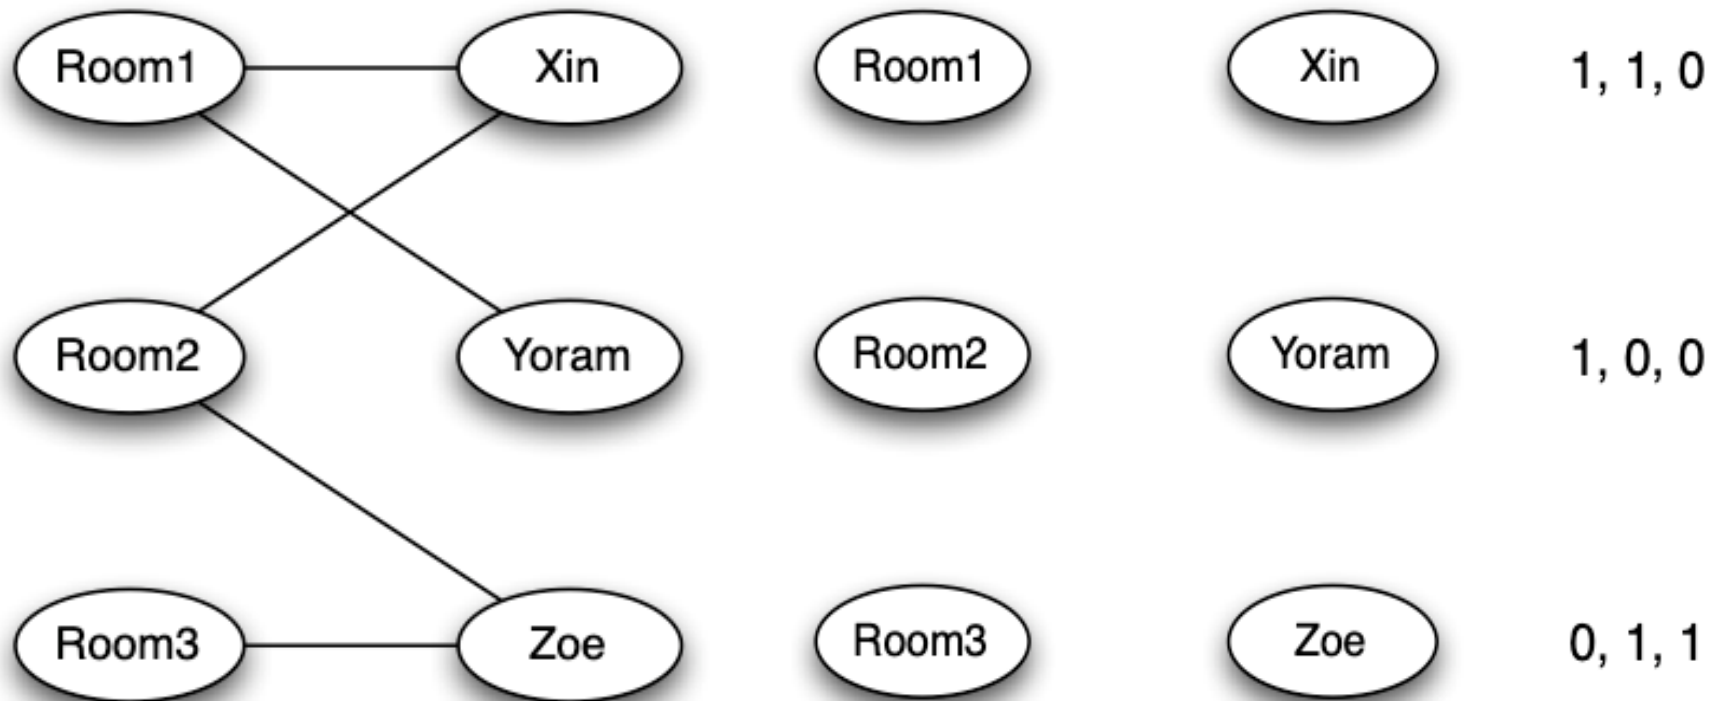 Room1 Xin Room1 Xin 1, 1, 0
Room2 Yoram Room2 Yoram 1, 0, 0
Room3 Zoe Room3 Zoe 0, 1, 1